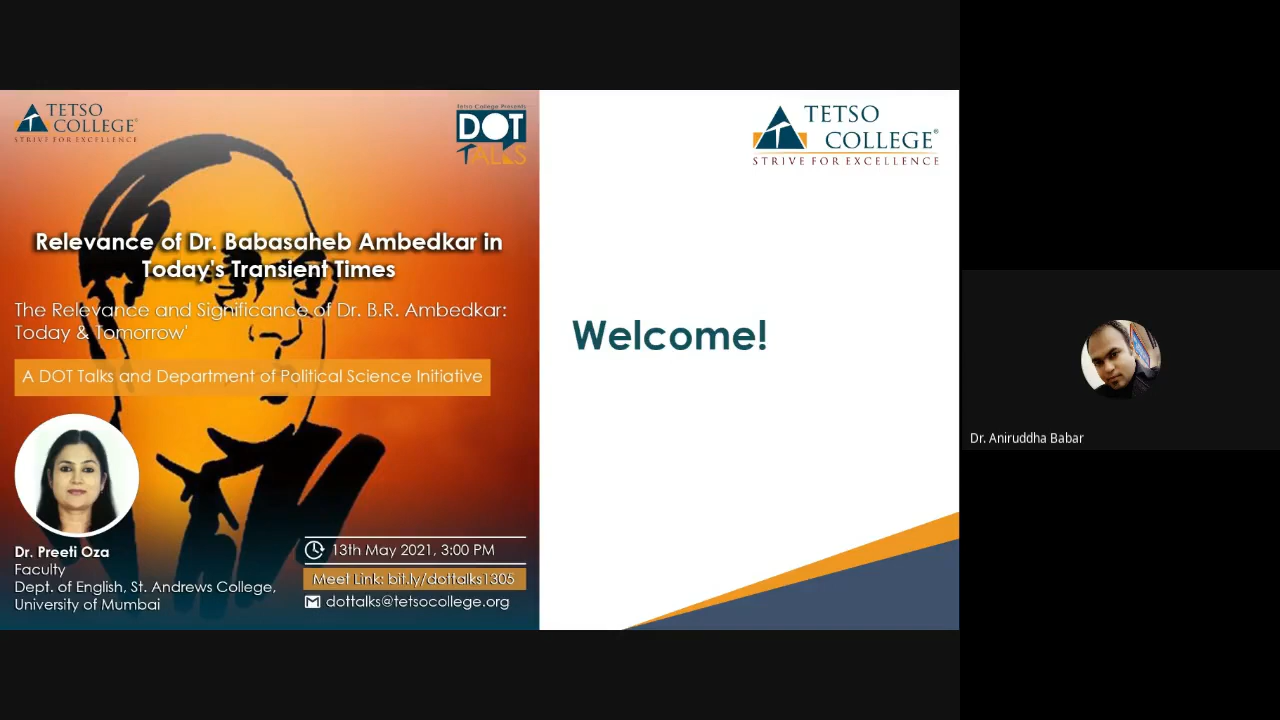 TETSO
COLLEGE®
STRIVE FOR EXCELLENCE
Tetso College Presents
DOT
TALKS
Relevance of Dr. Babasaheb Ambedkar in
Today's Transient Times
The Relevance and Significance of Dr. B.R. Ambedkar:
Today & Tomorrow'
A DOT Talks and Department of Political Science Initiative
Dr. Preeti Oza
Faculty
Dept. of English, St. Andrews College,
University of Mumbai
13th May 2021, 3:00 PM
Meet Link: bit.ly/dottalks1305
dottalks@tetsocollege.org
TETSO
COLLEGE®
STRIVE FOR EXCELLENCE
Welcome!
Dr. Aniruddha Babar